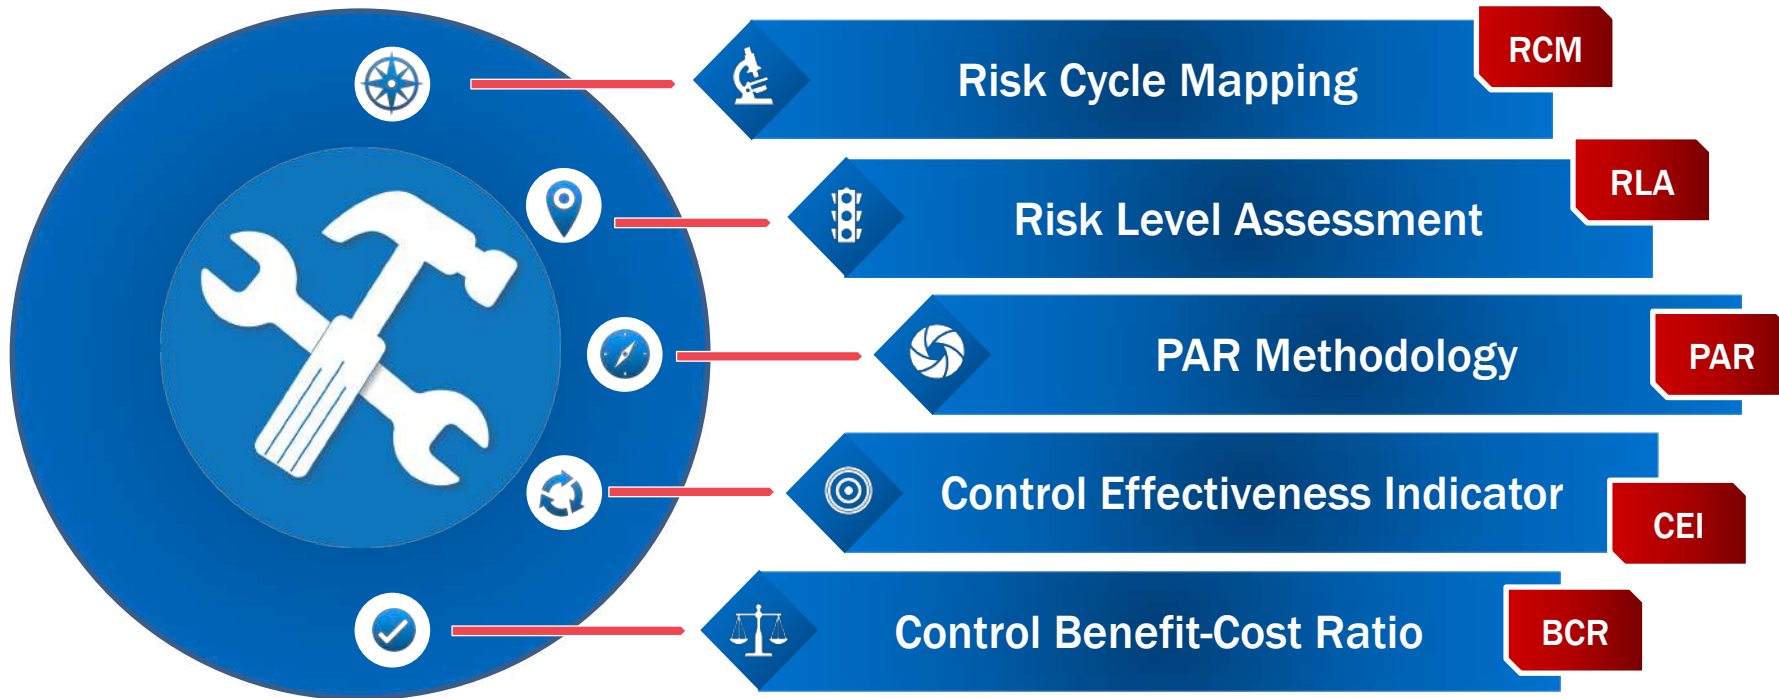 Risk Cycle Mapping
RCM
Risk Level Assessment
RLA
PAR Methodology
PAR
Control Effectiveness Indicator
CEI
Control Benefit-Cost Ratio
BCR